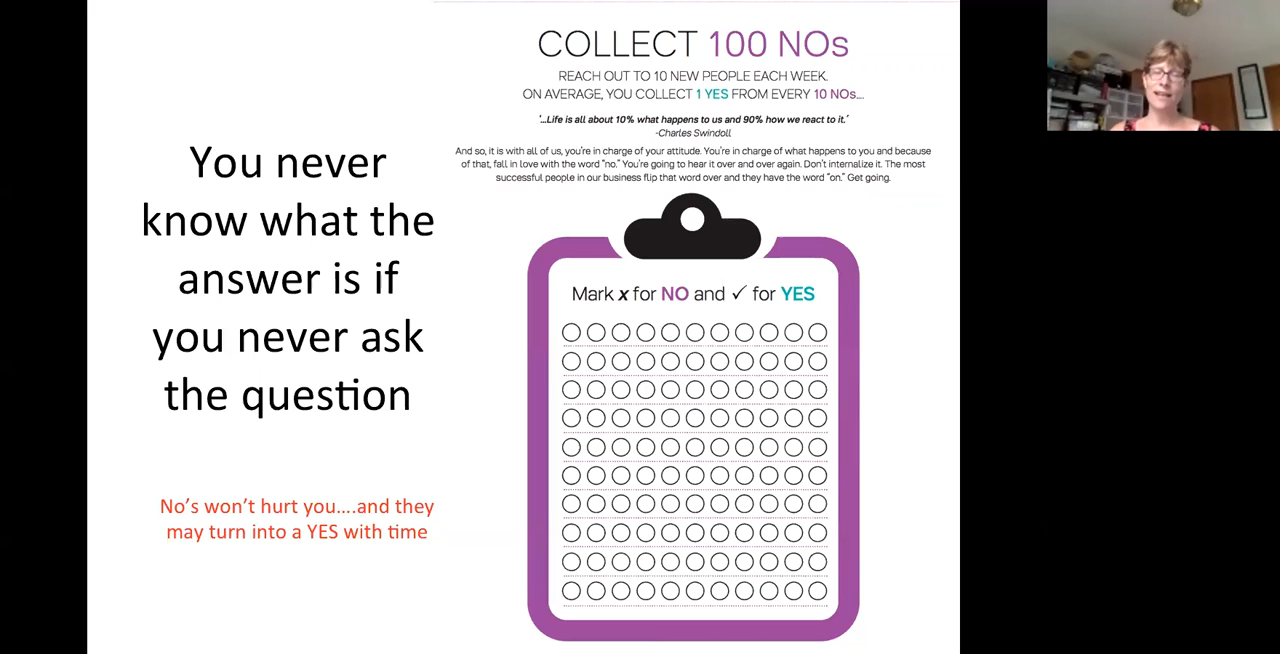 You never
know what the
answer is if
you never ask
the question
No’s won’t hurt you....and they
may turn into a YES with time
COLLECT 100 NOs
REACH OUT TO 10 NEW PEOPLE EACH WEEK.
ON AVERAGE, YOU COLLECT 1 YES FROM EVERY 10 NOs...
‘...Life is all about 10% what happens to us and 90% how we react to it.’
-Charles Swindoll
And so, it is with all of us, you’re in charge of your attitude. You’re in charge of what happens to you and because
of that, fall in love with the word “no.” You’re going to hear it over and over again. Don’t internalize it. The most
successful people in our business flip that word over and they have the word “on.” Get going.
Mark x for NO and ✓ for YES